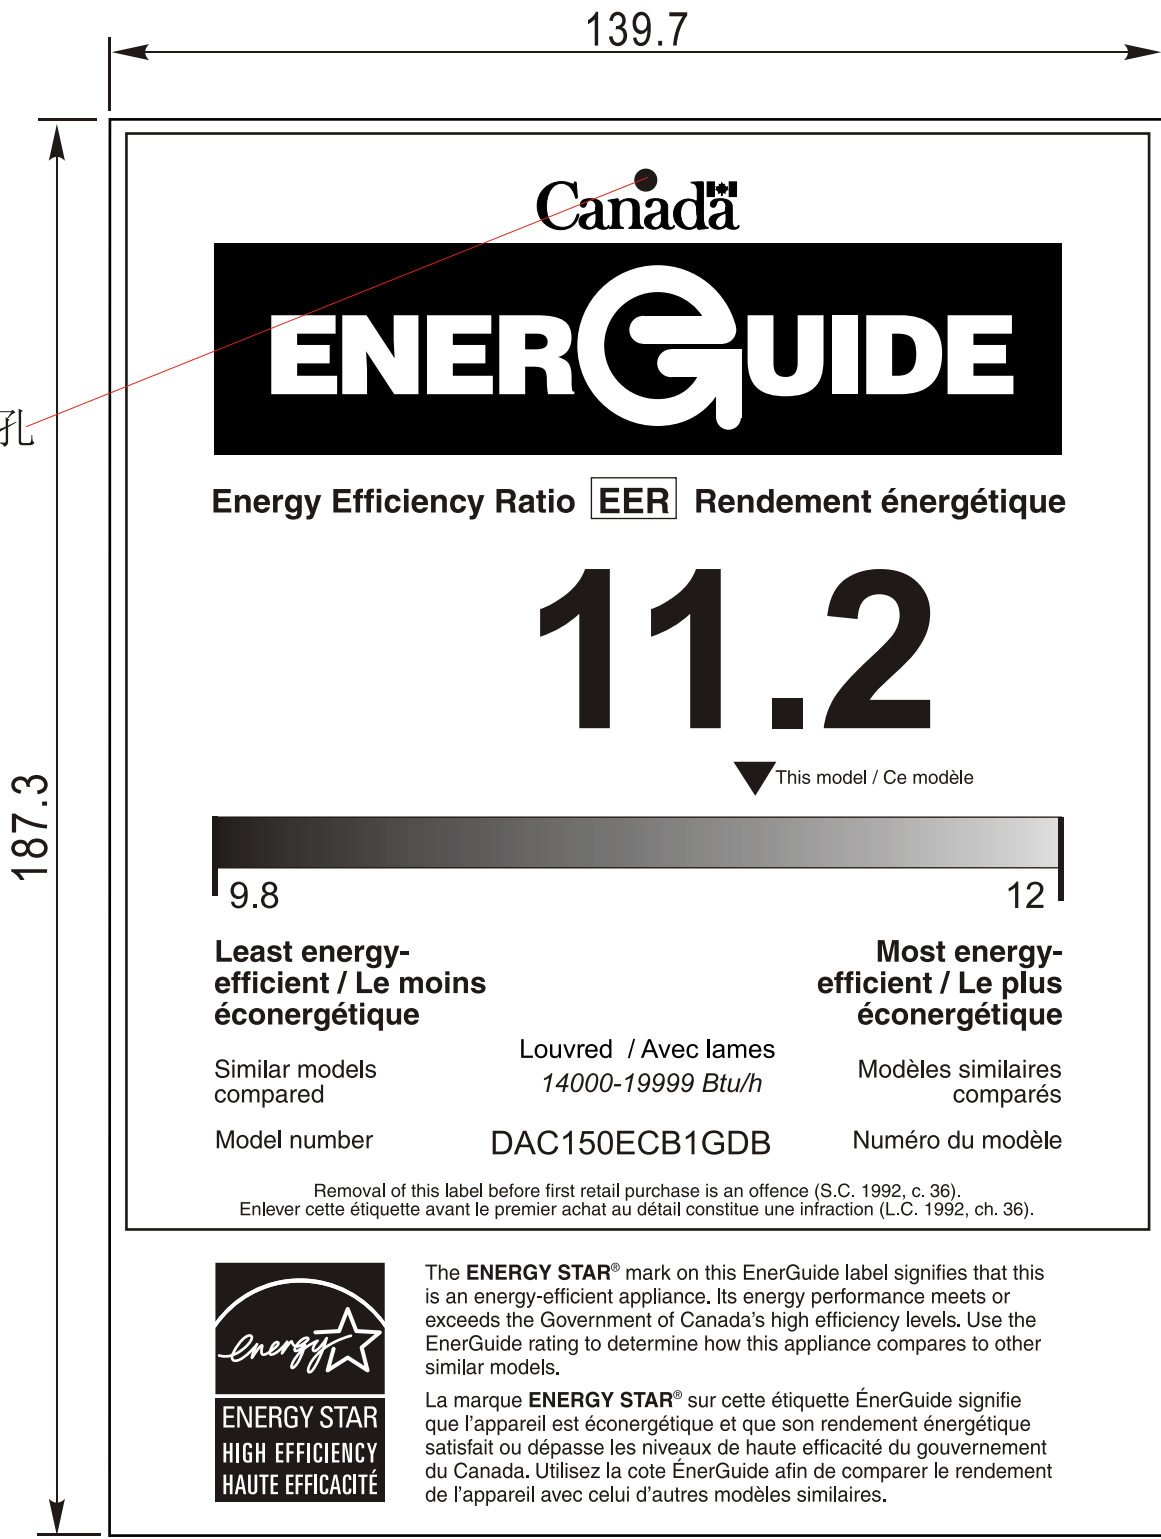 139.7
Canada
ENERGUIDE
孔
Energy Efficiency Ratio EER Rendement énergétique
11.2
This model / Ce modèle
187.3
9.8 12
Least energy-
efficient / Le moins
éconergétique
Most energy-
efficient / Le plus
éconergétique
Similar models
compared
Louvred / Avec lames
14000-19999 Btu/h
Modèles similaires
comparés
Model number DAC150ECB1GDB Numéro du modèle
Removal of this label before first retail purchase is an offence (S.C. 1992, c. 36).
Enlever cette étiquette avant le premier achat au détail constitue une infraction (L.C. 1992, ch. 36).
energy
ENERGY STAR
HIGH EFFICIENCY
HAUTE EFFICACITÉ
The ENERGY STAR® mark on this EnerGuide label signifies that this
is an energy-efficient appliance. Its energy performance meets or
exceeds the Government of Canada's high efficiency levels. Use the
EnerGuide rating to determine how this appliance compares to other
similar models.
La marque ENERGY STAR® sur cette étiquette ÉnerGuide signifie
que l'appareil est éconergétique et que son rendement énergétique
satisfait ou dépasse les niveaux de haute efficacité du gouvernement
du Canada. Utilisez la cote ÉnerGuide afin de comparer le rendement
de l'appareil avec celui d'autres modèles similaires.